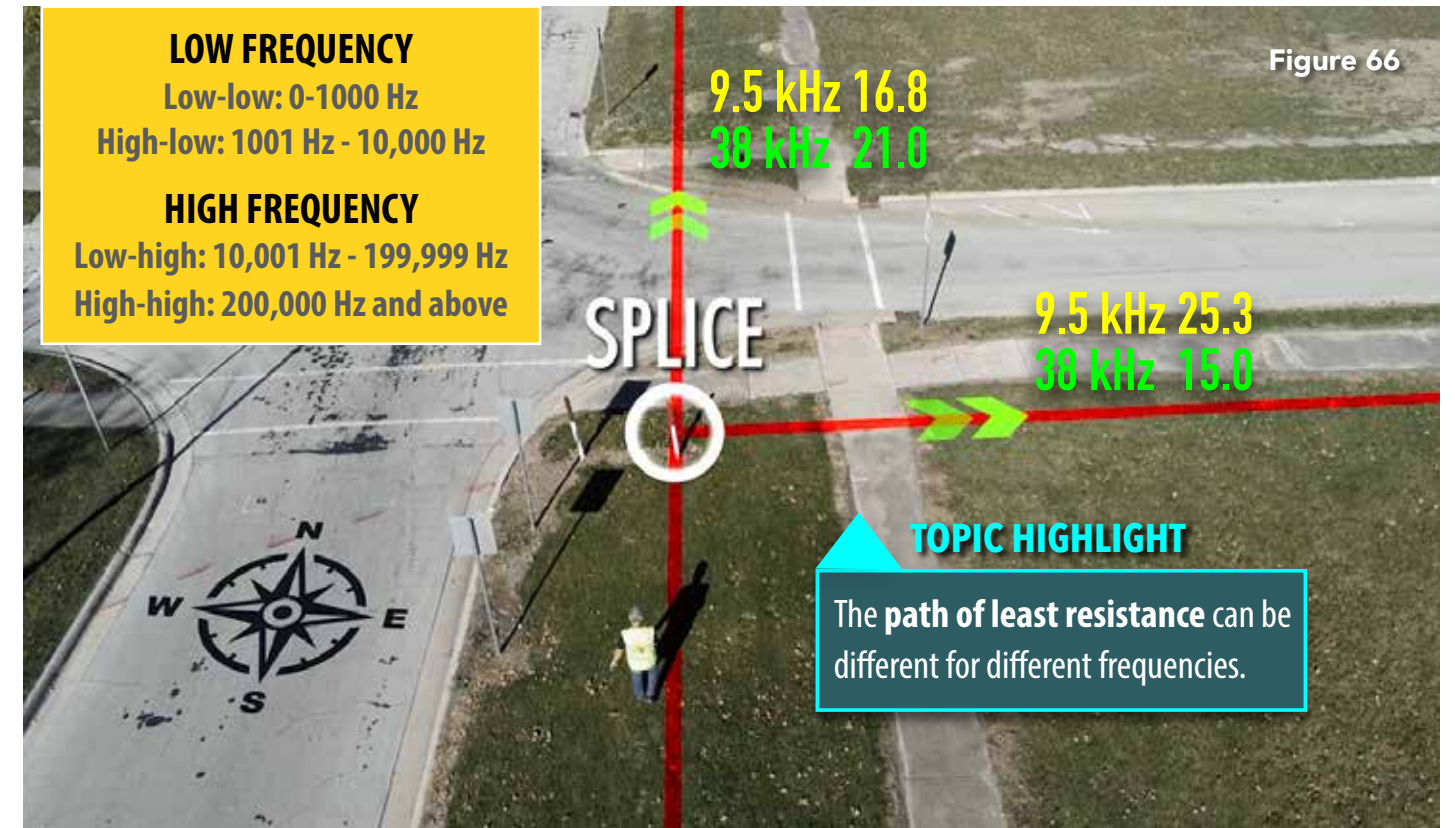 LOW FREQUENCY
Low-low: 0-1000 Hz
High-low: 1001 Hz - 10,000 Hz
HIGH FREQUENCY
Low-high: 10,001 Hz - 199,999 Hz
High-high: 200,000 Hz and above
Figure 66
9.5 kHz 16.8
38 kHz 21.0
SPLICE
9.5 kHz 25.3
38 kHz 15.0
N
W
E
S
TOPIC HIGHLIGHT
The path of least resistance can be
different for different frequencies.